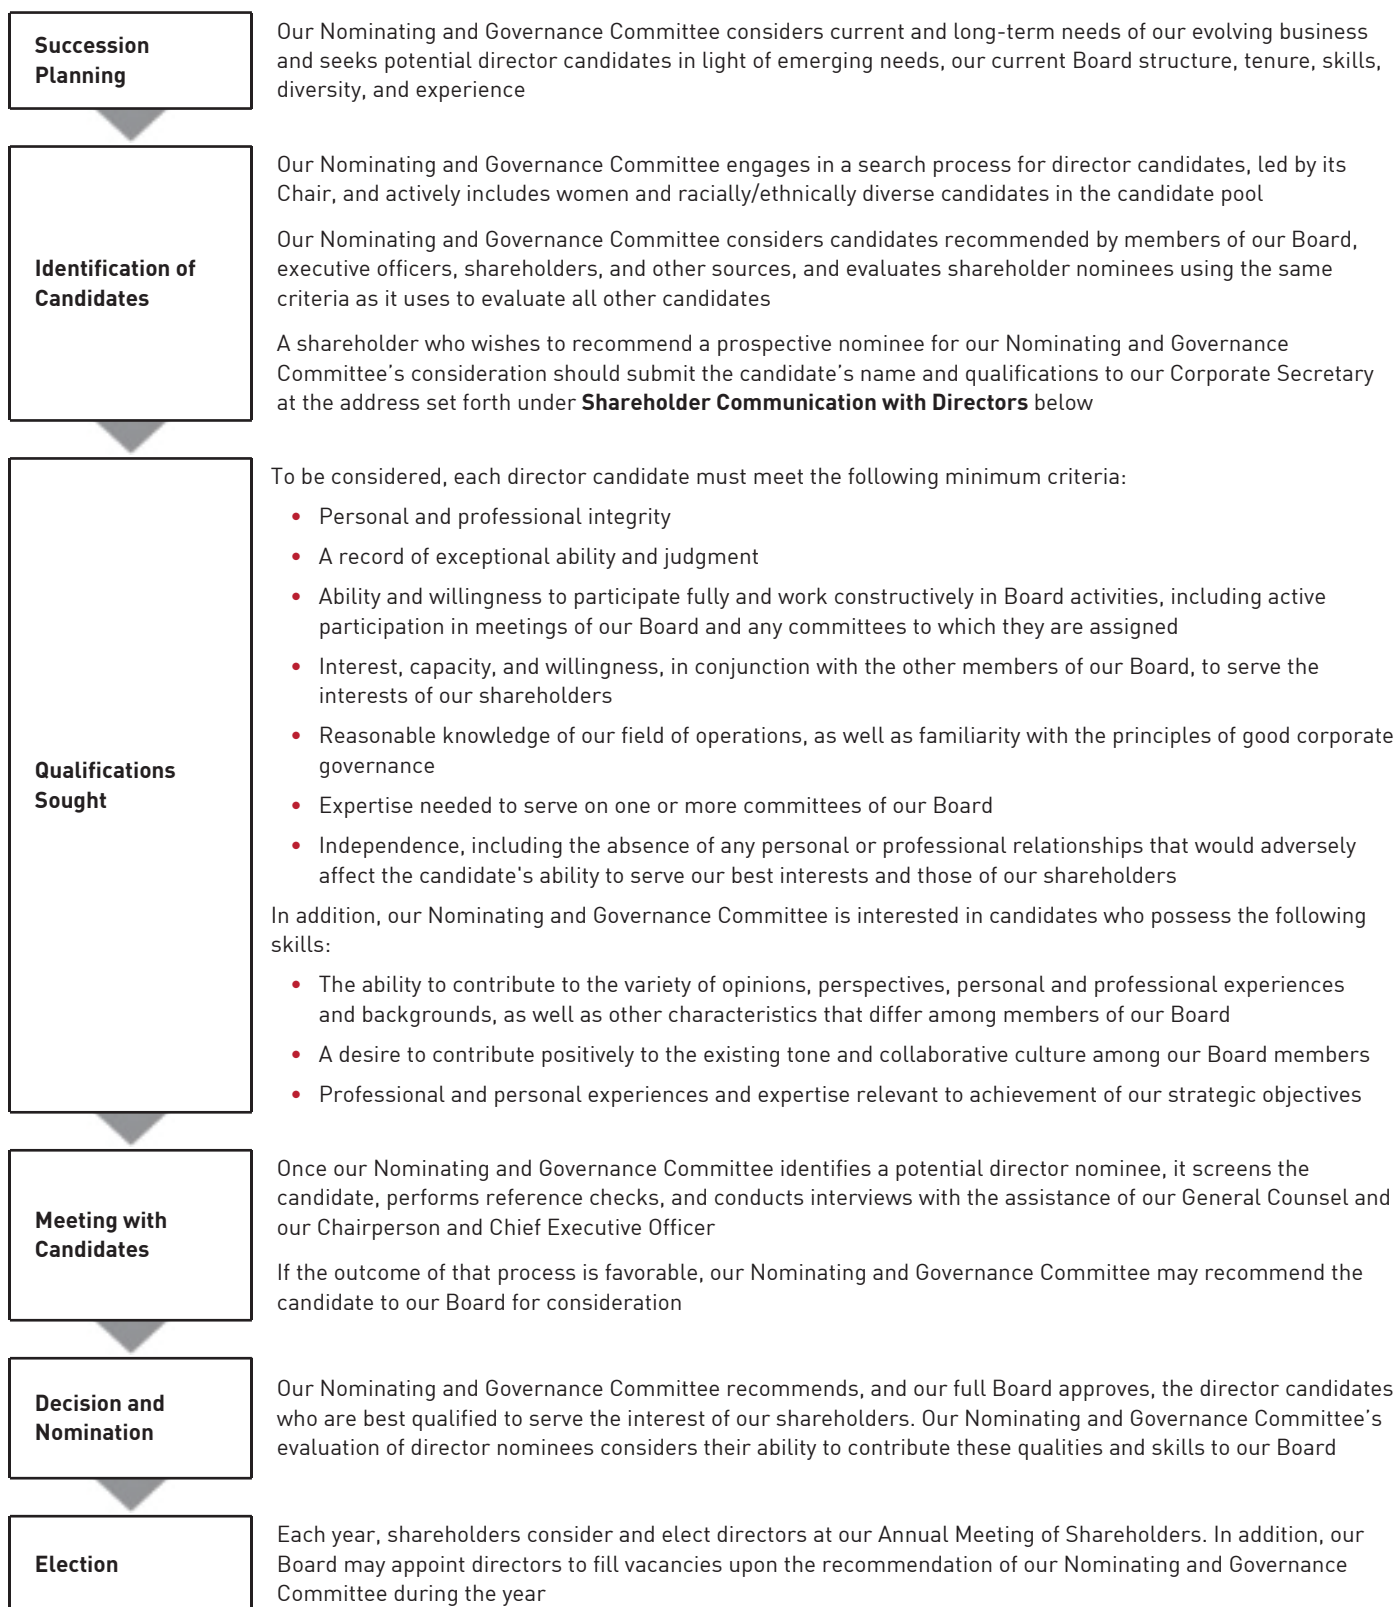 Succession
Planning
Our Nominating and Governance Committee considers current and long-term needs of our evolving business
and seeks potential director candidates in light of emerging needs, our current Board structure, tenure, skills,
diversity, and experience
Identification of
Candidates
Our Nominating and Governance Committee engages in a search process for director candidates, led by its
Chair, and actively includes women and racially/ethnically diverse candidates in the candidate pool
Our Nominating and Governance Committee considers candidates recommended by members of our Board,
executive officers, shareholders, and other sources, and evaluates shareholder nominees using the same
criteria as it uses to evaluate all other candidates
A shareholder who wishes to recommend a prospective nominee for our Nominating and Governance
Committee’s consideration should submit the candidate’s name and qualifications to our Corporate Secretary
at the address set forth under Shareholder Communication with Directors below
Qualifications
Sought
To be considered, each director candidate must meet the following minimum criteria:
• Personal and professional integrity
• A record of exceptional ability and judgment
• Ability and willingness to participate fully and work constructively in Board activities, including active
participation in meetings of our Board and any committees to which they are assigned
• Interest, capacity, and willingness, in conjunction with the other members of our Board, to serve the
interests of our shareholders
• Reasonable knowledge of our field of operations, as well as familiarity with the principles of good corporate
governance
• Expertise needed to serve on one or more committees of our Board
• Independence, including the absence of any personal or professional relationships that would adversely
affect the candidate's ability to serve our best interests and those of our shareholders
In addition, our Nominating and Governance Committee is interested in candidates who possess the following
skills:
• The ability to contribute to the variety of opinions, perspectives, personal and professional experiences
and backgrounds, as well as other characteristics that differ among members of our Board
• A desire to contribute positively to the existing tone and collaborative culture among our Board members
• Professional and personal experiences and expertise relevant to achievement of our strategic objectives
Meeting with
Candidates
Once our Nominating and Governance Committee identifies a potential director nominee, it screens the
candidate, performs reference checks, and conducts interviews with the assistance of our General Counsel and
our Chairperson and Chief Executive Officer
If the outcome of that process is favorable, our Nominating and Governance Committee may recommend the
candidate to our Board for consideration
Decision and
Nomination
Our Nominating and Governance Committee recommends, and our full Board approves, the director candidates
who are best qualified to serve the interest of our shareholders. Our Nominating and Governance Committee’s
evaluation of director nominees considers their ability to contribute these qualities and skills to our Board
Election
Each year, shareholders consider and elect directors at our Annual Meeting of Shareholders. In addition, our
Board may appoint directors to fill vacancies upon the recommendation of our Nominating and Governance
Committee during the year